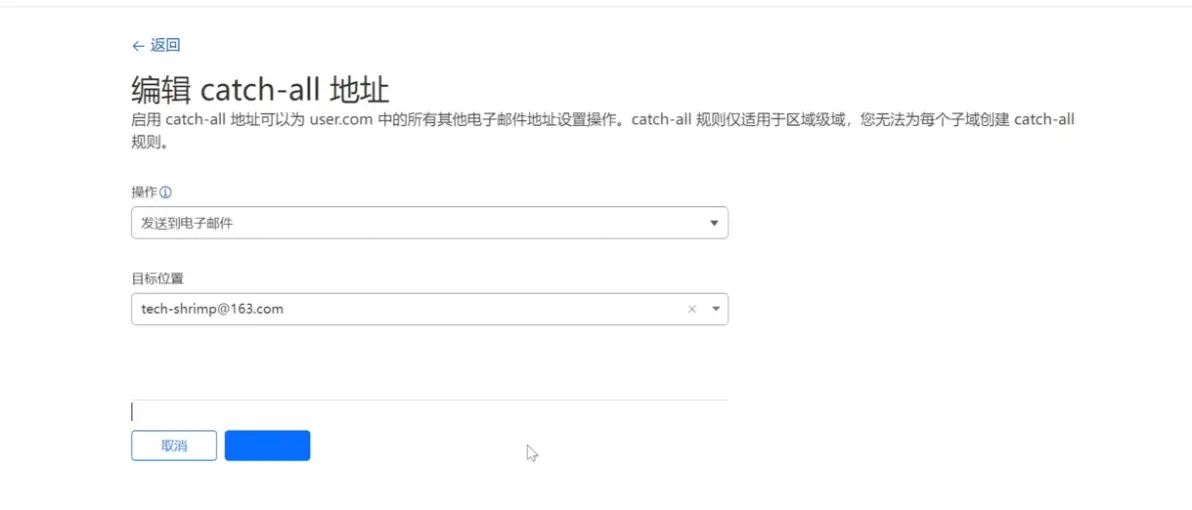 ← 返回
编辑 catch-all 地址
启用 catch-all 地址可以为 user.com 中的所有其他电子邮件地址设置操作。catch-all 规则仅适用于区域级域，您无法为每个子域创建 catch-all
规则。
操作
发送到电子邮件
目标位置
tech-shrimp@163.com
取消